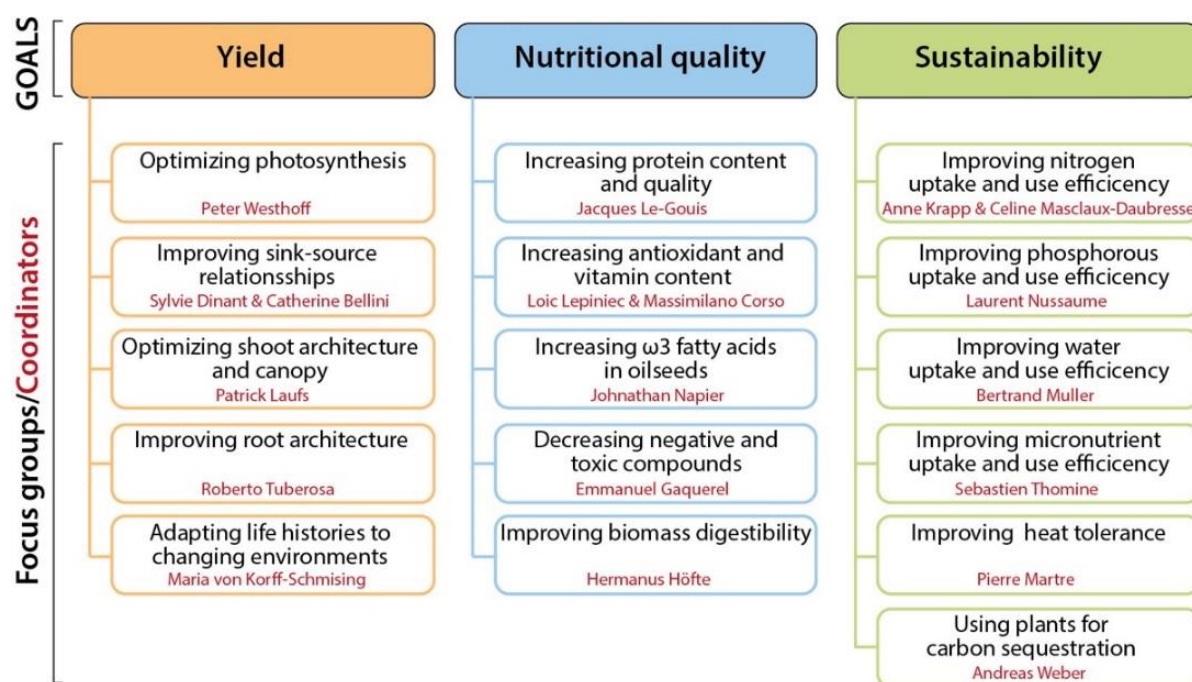 GOALS
Yield
Nutritional quality
Sustainability
Focus groups/Coordinators
Optimizing photosynthesis
Peter Westhoff
Improving sink-source
relationsships
Sylvie Dinant & Catherine Bellini
Optimizing shoot architecture
and canopy
Patrick Laufs
Improving root architecture
Roberto Tuberosa
Adapting life histories to
changing environments
Maria von Korff-Schmising
Increasing protein content
and quality
Jacques Le-Gouis
Increasing antioxidant and
vitamin content
Loic Lepiniec & Massimilano Corso
Increasing ω3 fatty acids
in oilseeds
Johnathan Napier
Decreasing negative and
toxic compounds
Emmanuel Gaquerel
Improving biomass digestibility
Hermanus Höfte
Improving nitrogen
uptake and use efficicency
Anne Krapp & Celine Masclaux-Daubresse
Improving phosphorous
uptake and use efficicency
Laurent Nussaume
Improving water
uptake and use efficicency
Bertrand Muller
Improving micronutrient
uptake and use efficicency
Sebastien Thomine
Improving heat tolerance
Pierre Martre
Using plants for
carbon sequestration
Andreas Weber